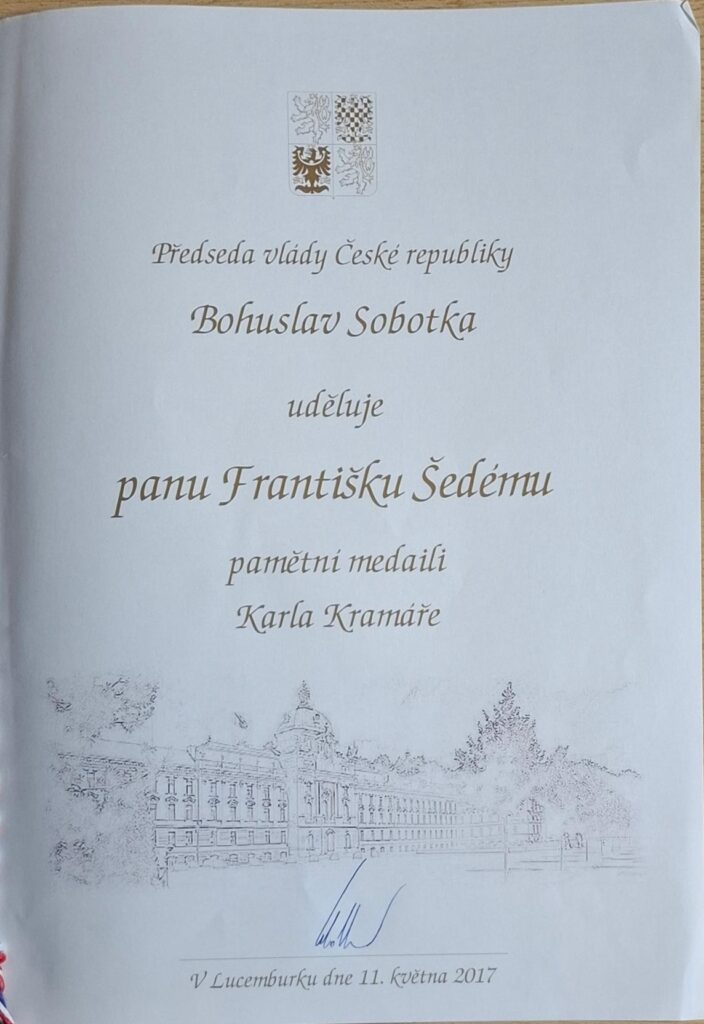 Předseda vlády České republiky
Bohuslav Sobotka
uděluje
panu Františku Šedému
pamětní medaili
Karla Kramáře
V Lucemburku dne 11. května 2017